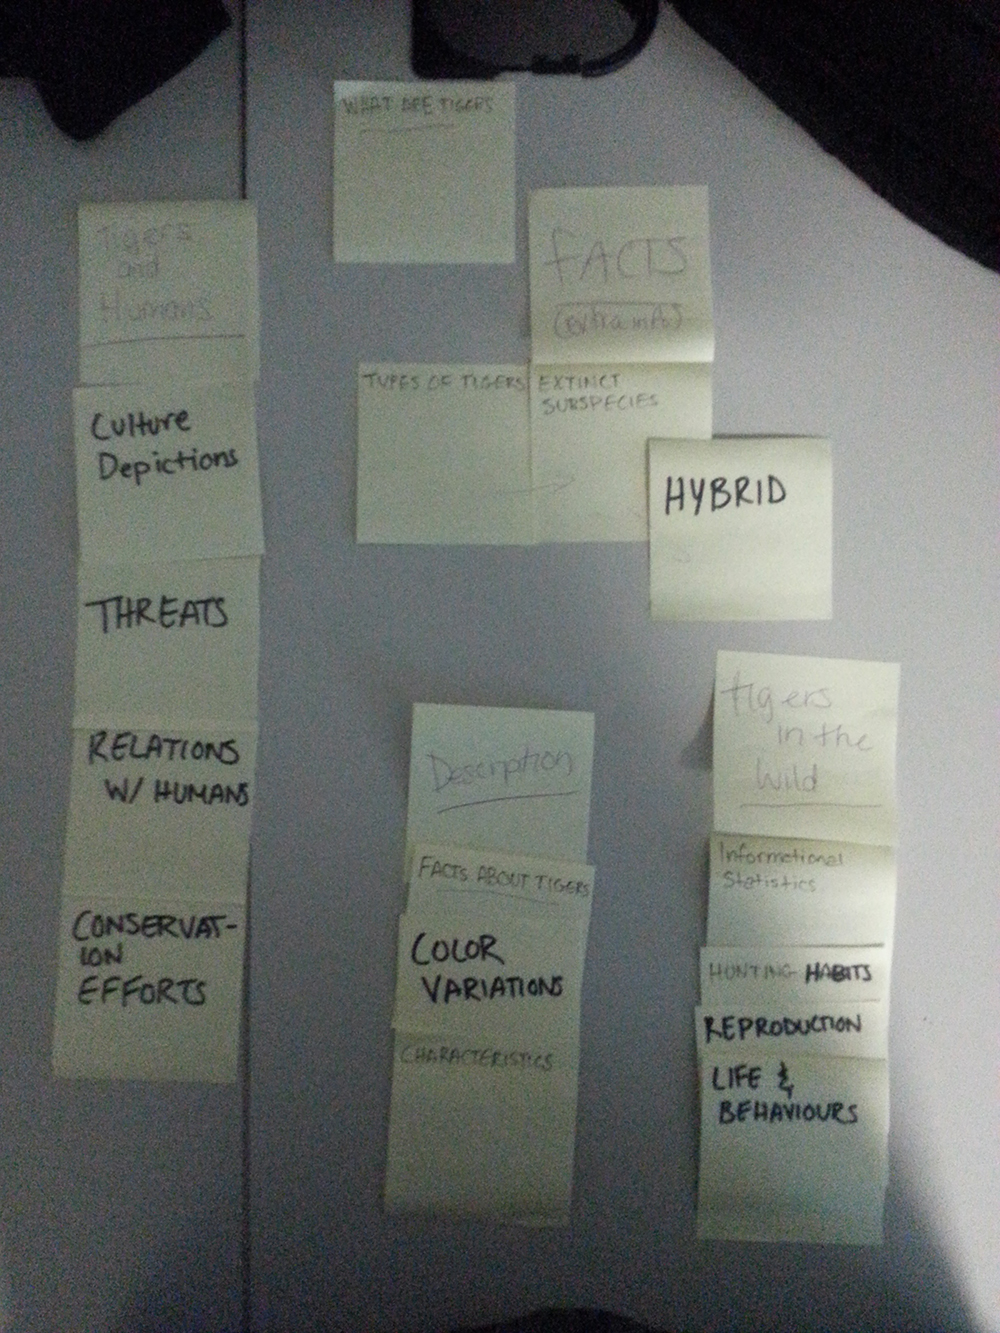 WHAT ARE TIGERS
Tigers
and
Humans
Culture
Depictions
THREATS
RELATIONS
W/ HUMANS
CONSERVAT-
ION
EFFORTS
FACTS
(extra info)
TYPES OF TIGERS
EXTINCT
SUBSPECIES
HYBRID
Description
FACTS ABOUT TIGERS
COLOR
VARIATIONS
CHARACTERISTICS
tigers
in the
Wild
Informational
Statistics
HUNTING HABITS
REPRODUCTION
LIFE &
BEHAVIOURS